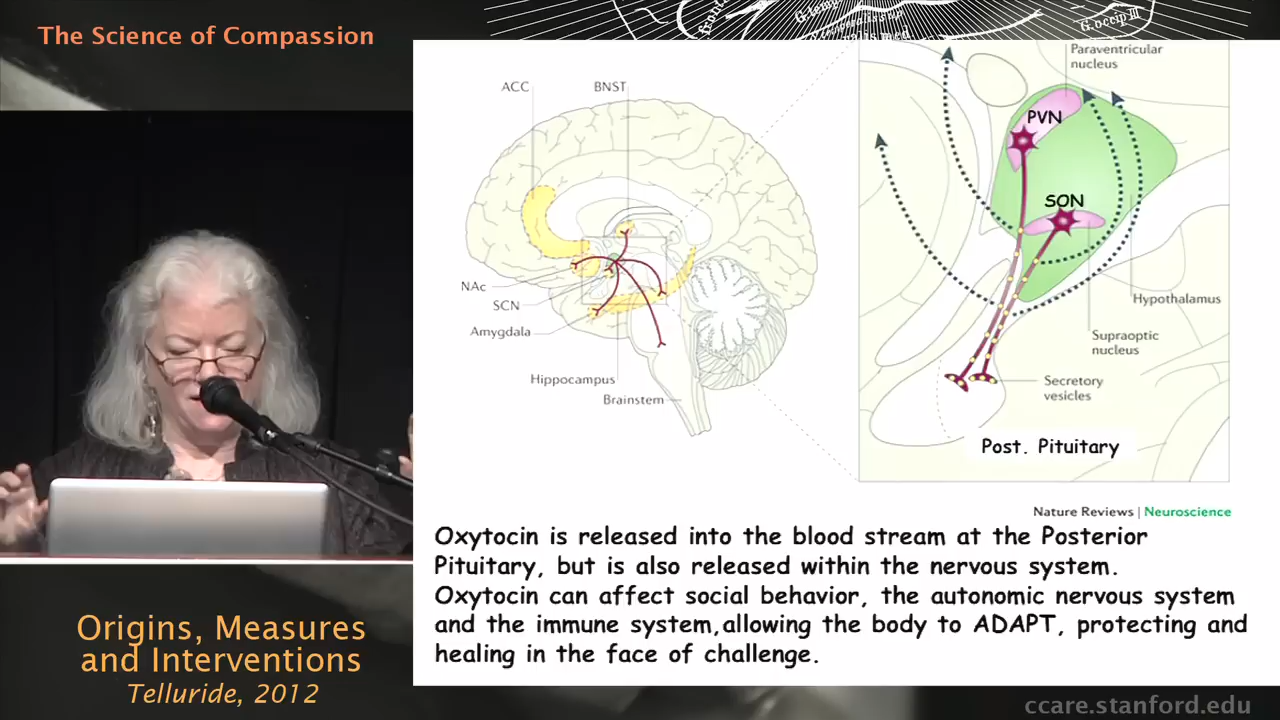 The Science of Compassion
G.occip III
ACC
BNST
NAc
SCN
Amygdala
Hippocampus
Brainstem
Paraventricular
nucleus
PVN
SON
Hypothalamus
Supraoptic
nucleus
Secretory
vesicles
Post. Pituitary
Nature Reviews | Neuroscience
Oxytocin is released into the blood stream at the Posterior
Pituitary, but is also released within the nervous system.
Oxytocin can affect social behavior, the autonomic nervous system
and the immune system,allowing the body to ADAPT, protecting and
healing in the face of challenge.
Origins, Measures
and Interventions
Telluride, 2012
ccare.stanford.edu